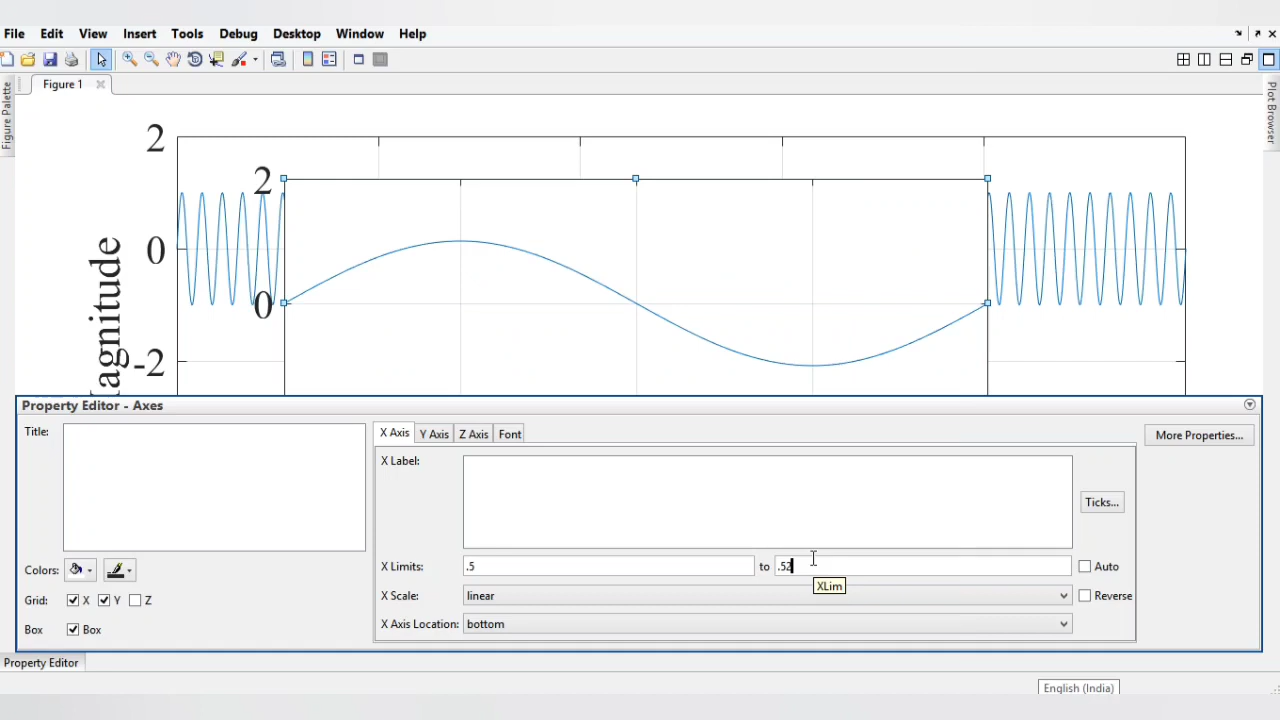 File Edit View Insert Tools Debug Desktop Window Help
Figure Palette
Figure 1
Plot Browser
2
2
0
0
-2
agnitude
Property Editor - Axes
Title:
X Axis Y Axis Z Axis Font
More Properties...
X Label:
Ticks...
Colors:
X Limits: .5 to .52 Auto
XLim
Grid: X Y Z
X Scale: linear Reverse
Box Box
X Axis Location: bottom
Property Editor
English (India)